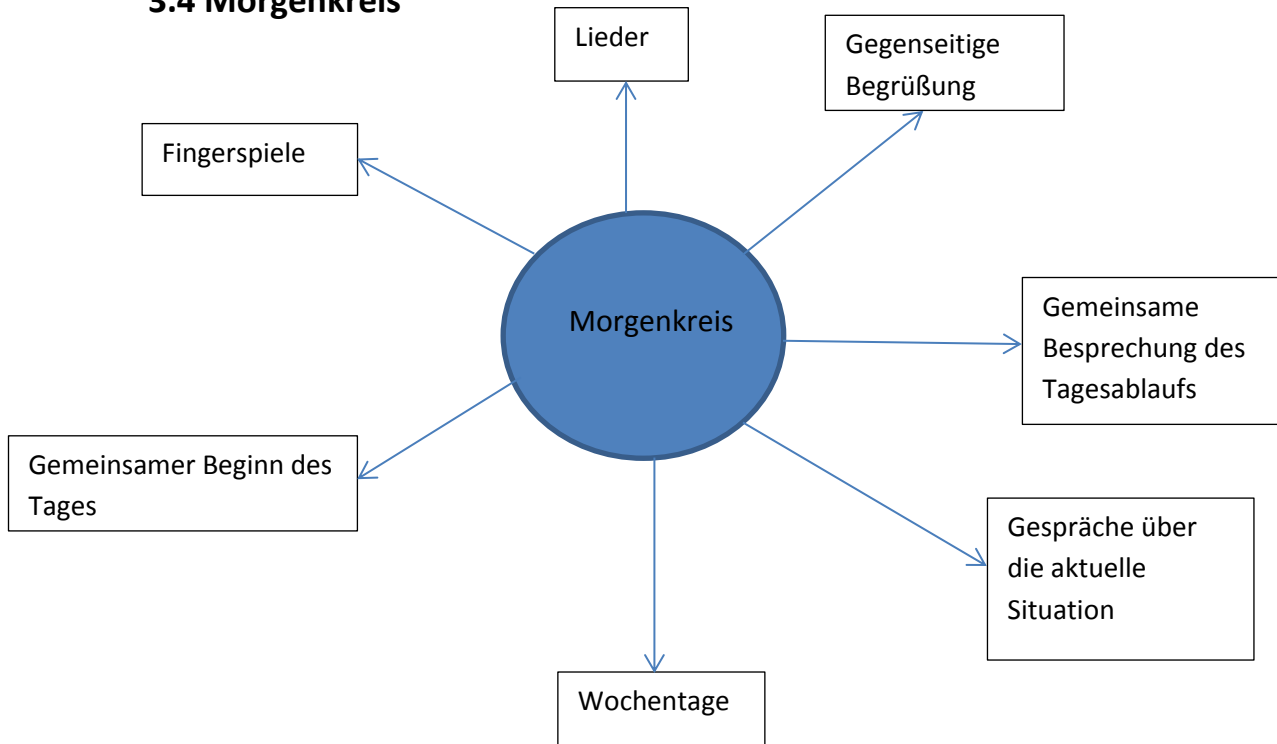 3.4 Morgenkreis
Lieder
Gegenseitige
Begrüßung
Fingerspiele
Morgenkreis
Gemeinsame
Besprechung des
Tagesablaufs
Gemeinsamer Beginn des
Tages
Gespräche über
die aktuelle
Situation
Wochentage